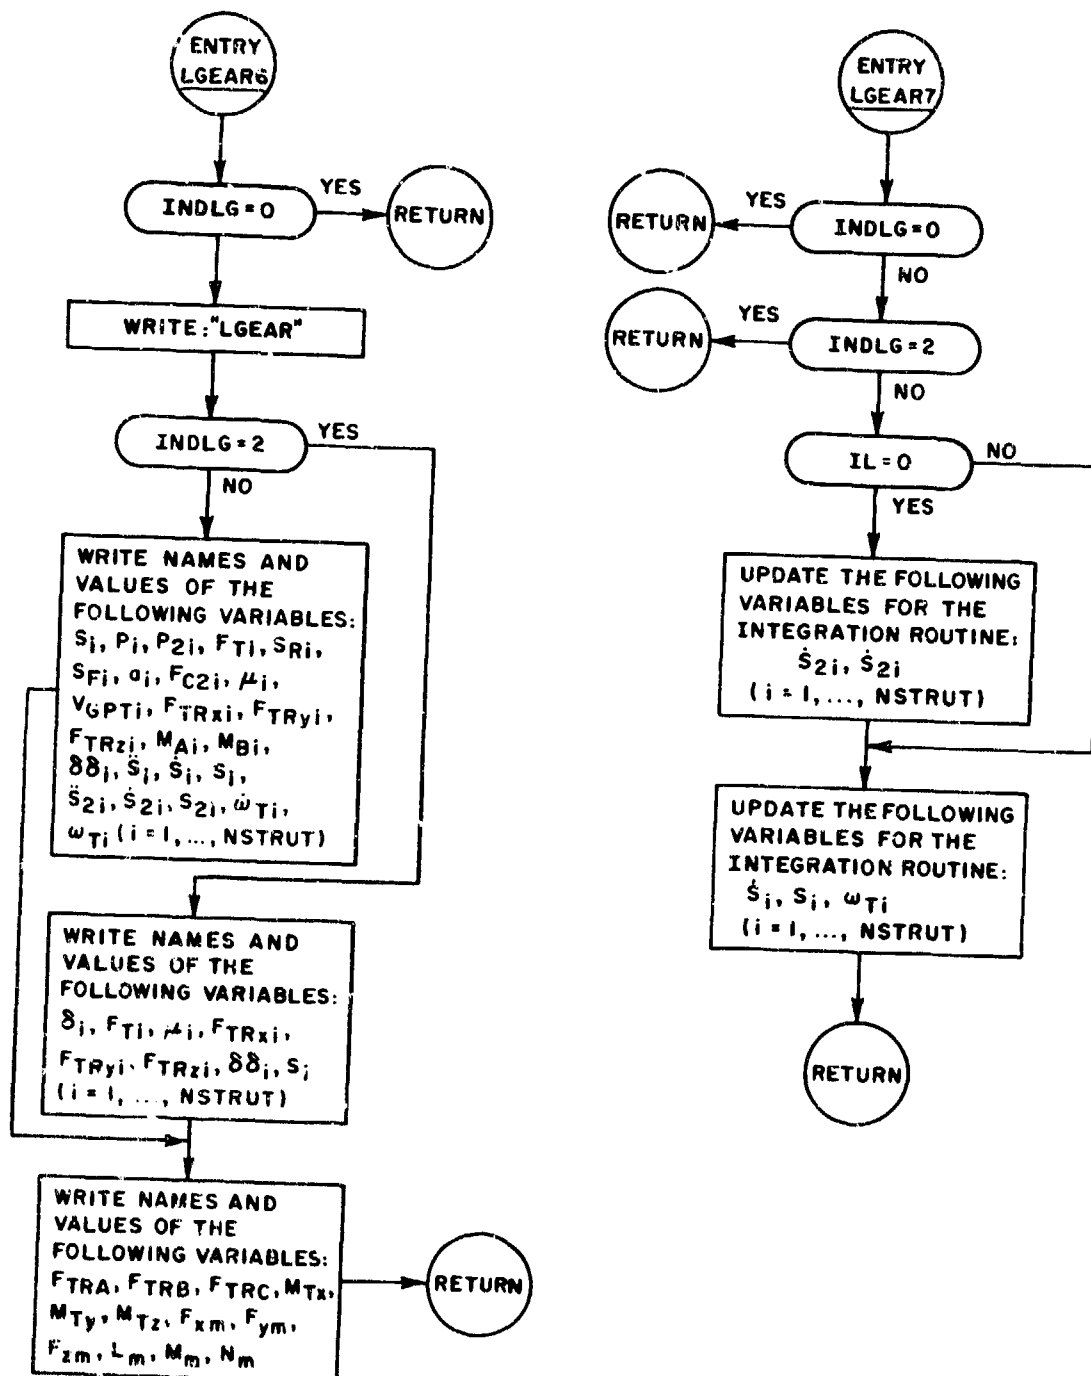 ENTRY
LGEAR6
INDLG=0
YES
RETURN
WRITE:"LGEAR"
INDLG=2
YES
NO
WRITE NAMES AND
VALUES OF THE
FOLLOWING VARIABLES:
Si, Pi, P2i, FTi, SRi,
SFi, ai, FC2i, μi,
VGPTi, FTRxi, FTRyi,
FTRzi, MAi, MBi,
δδi, S̈i, Ṡi, Si,
S̈2i, Ṡ2i, S2i, ω̇Ti,
ωTi (i = 1, ..., NSTRUT)
WRITE NAMES AND
VALUES OF THE
FOLLOWING VARIABLES:
δi, FTi, μi, FTRxi,
FTRyi, FTRzi, δδi, Si
(i = 1, ..., NSTRUT)
WRITE NAMES AND
VALUES OF THE
FOLLOWING VARIABLES:
FTRA, FTRB, FTRC, MTx,
MTy, MTz, Fxm, Fym,
Fzm, Lm, Mm, Nm
RETURN
ENTRY
LGEAR7
INDLG=0
YES
RETURN
NO
INDLG=2
YES
RETURN
NO
IL=0
NO
YES
UPDATE THE FOLLOWING
VARIABLES FOR THE
INTEGRATION ROUTINE:
Ṡ2i, Ṡ2i
(i = 1, ..., NSTRUT)
UPDATE THE FOLLOWING
VARIABLES FOR THE
INTEGRATION ROUTINE:
Ṡi, Si, ωTi
(i = 1, ..., NSTRUT)
RETURN